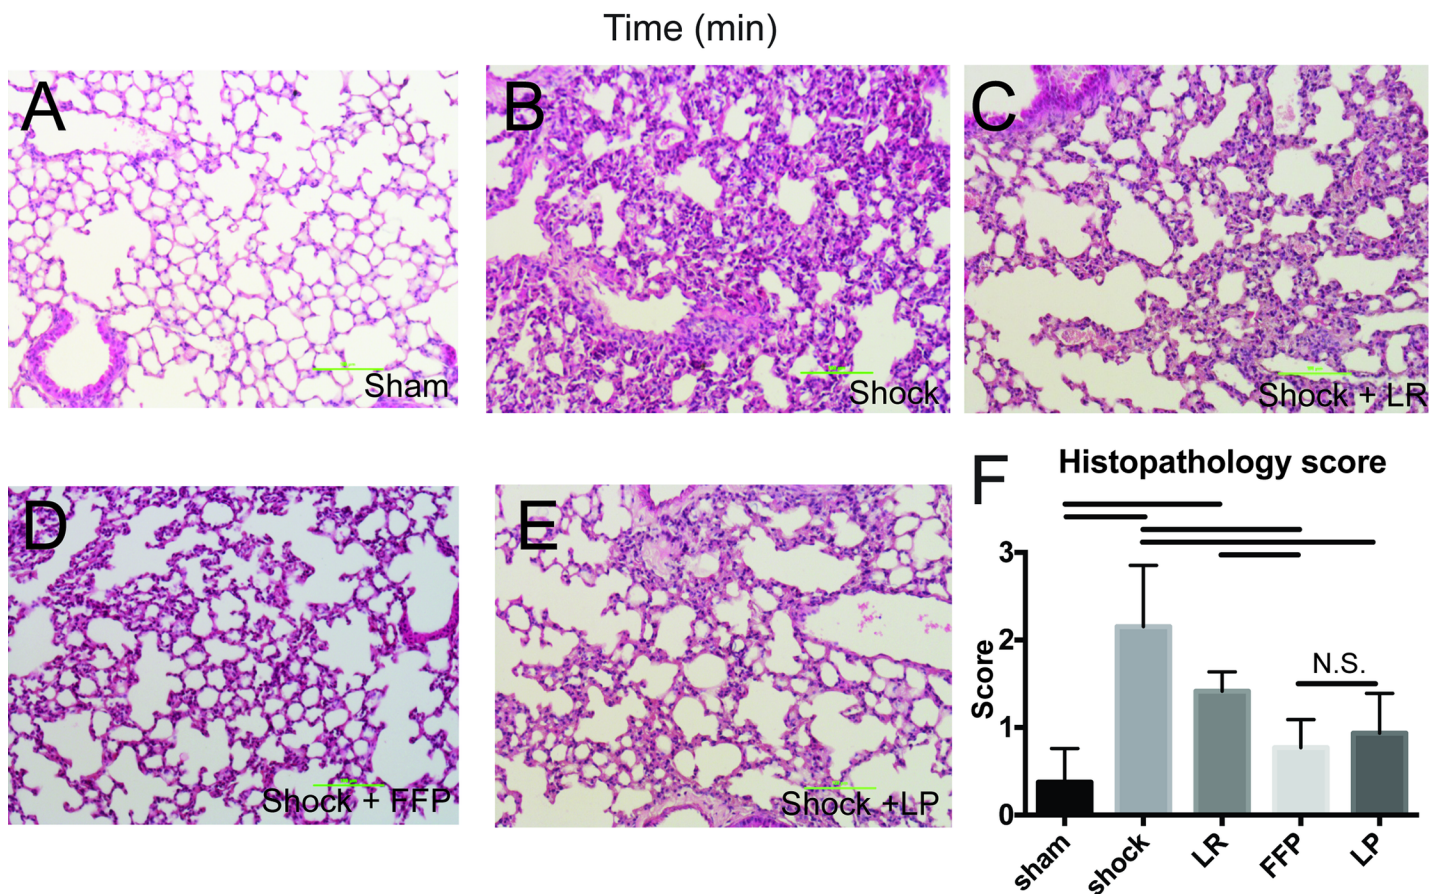 Time (min)
A
Sham
B
Shock
C
Shock + LR
D
Shock + FFP
E
Shock +LP
F
Histopathology score
Score
3
2
1
0
N.S.
sham
shock
LR
FFP
LP